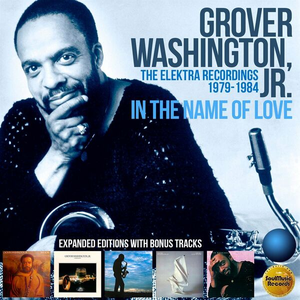 GROVER
WASHINGTON,
THE ELEKTRA RECORDINGS
1979-1984
JR.
IN THE NAME OF LOVE
EXPANDED EDITIONS WITH BONUS TRACKS
SoulMusic
Records